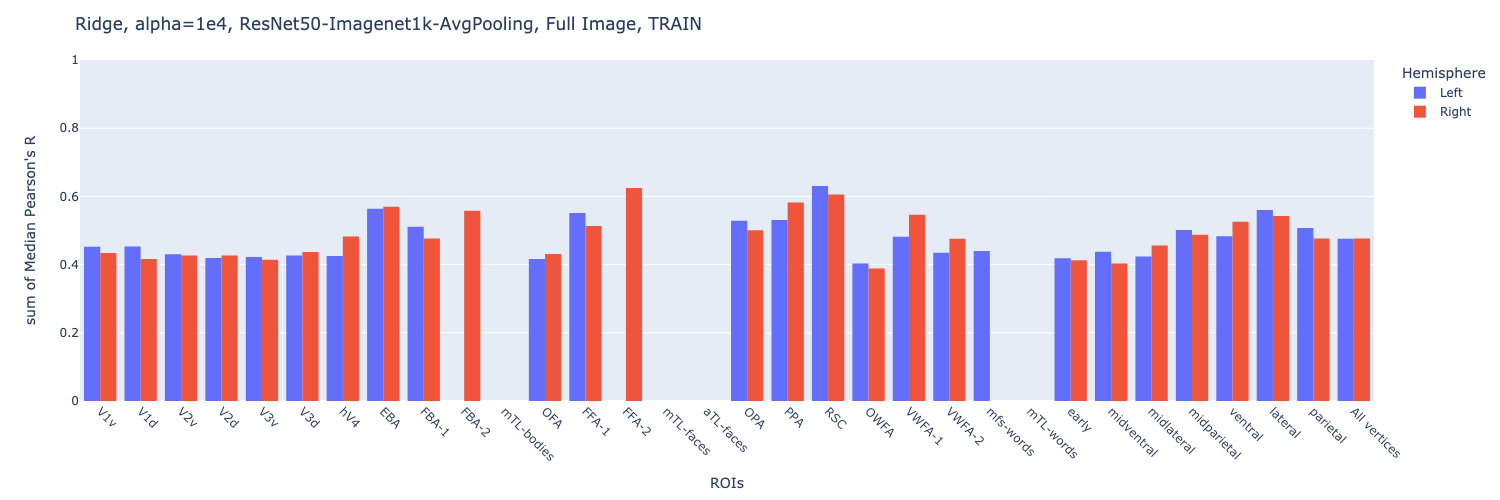 Ridge, alpha=1e4, ResNet50-Imagenet1k-AvgPooling, Full Image, TRAIN
Hemisphere
Left
Right
sum of Median Pearson's R
1
0.8
0.6
0.4
0.2
0
V1v
V1d
V2v
V2d
V3v
V3d
hV4
EBA
FBA-1
FBA-2
mTL-bodies
OFA
FFA-1
FFA-2
mTL-faces
aTL-faces
OPA
PPA
RSC
OWFA
VWFA-1
VWFA-2
mfs-words
mTL-words
early
midventral
midlateral
midparietal
ventral
lateral
parietal
All vertices
ROIs